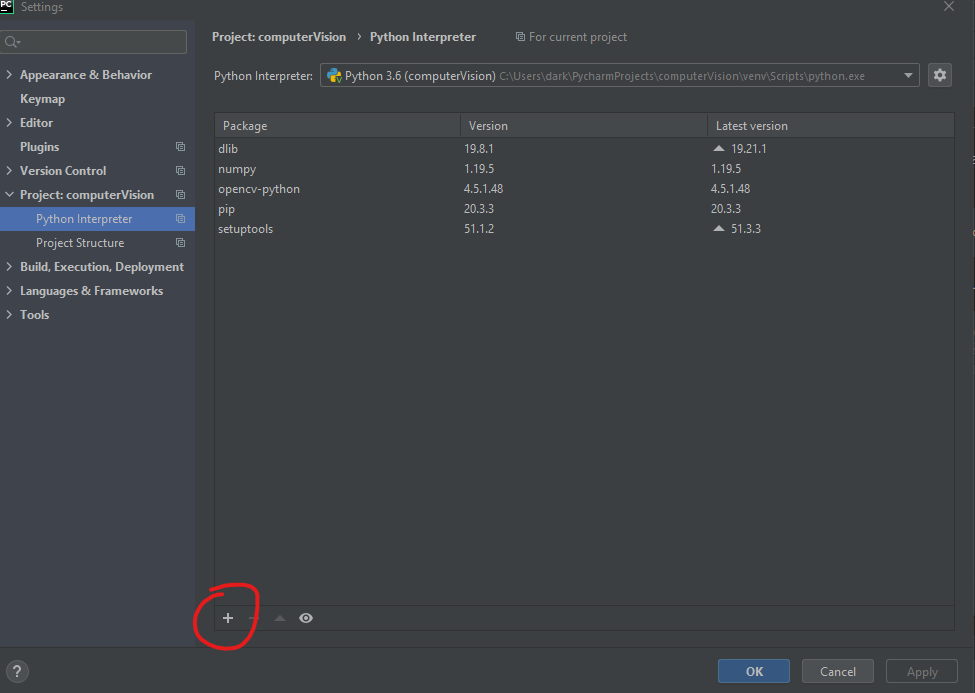 PC Settings
Project: computerVision › Python Interpreter For current project
Python Interpreter: Python 3.6 (computerVision) C:\Users\dark\PycharmProjects\computerVision\venv\Scripts\python.exe
Appearance & Behavior
Keymap
Editor
Plugins
Version Control
Project: computerVision
Python Interpreter
Project Structure
Build, Execution, Deployment
Languages & Frameworks
Tools
Package Version Latest version
dlib 19.8.1 19.21.1
numpy 1.19.5 1.19.5
opencv-python 4.5.1.48 4.5.1.48
pip 20.3.3 20.3.3
setuptools 51.1.2 51.3.3
+
? OK Cancel Apply